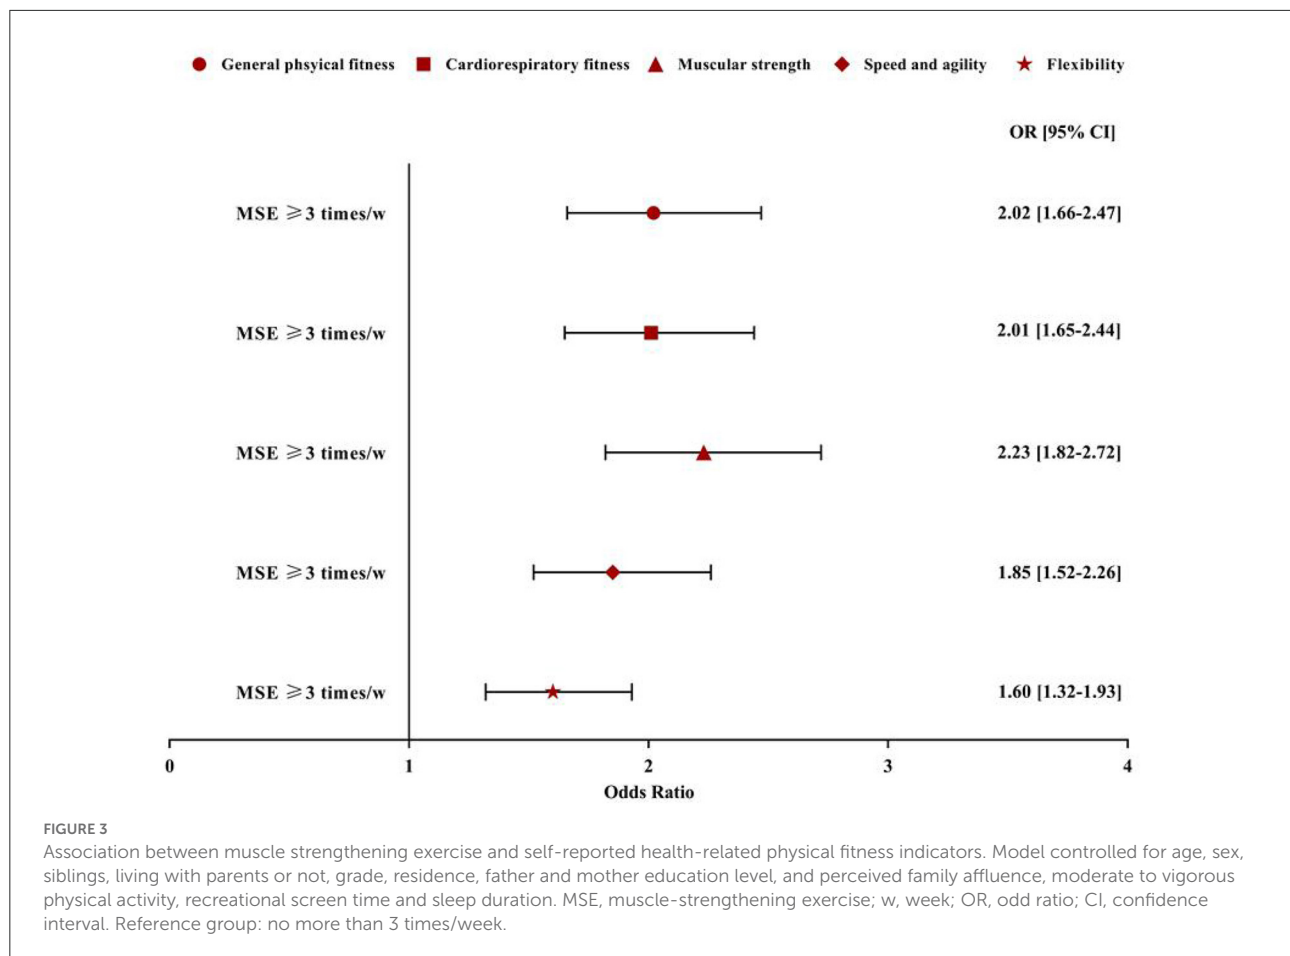 General phsyical fitness Cardiorespiratory fitness Muscular strength Speed and agility Flexibility
OR [95% CI]
MSE ⩾3 times/w 2.02 [1.66-2.47]
MSE ⩾3 times/w 2.01 [1.65-2.44]
MSE ⩾3 times/w 2.23 [1.82-2.72]
MSE ⩾3 times/w 1.85 [1.52-2.26]
MSE ⩾3 times/w 1.60 [1.32-1.93]
0 1 2 3 4
Odds Ratio
FIGURE 3
Association between muscle strengthening exercise and self-reported health-related physical fitness indicators. Model controlled for age, sex,
siblings, living with parents or not, grade, residence, father and mother education level, and perceived family affluence, moderate to vigorous
physical activity, recreational screen time and sleep duration. MSE, muscle-strengthening exercise; w, week; OR, odd ratio; CI, confidence
interval. Reference group: no more than 3 times/week.